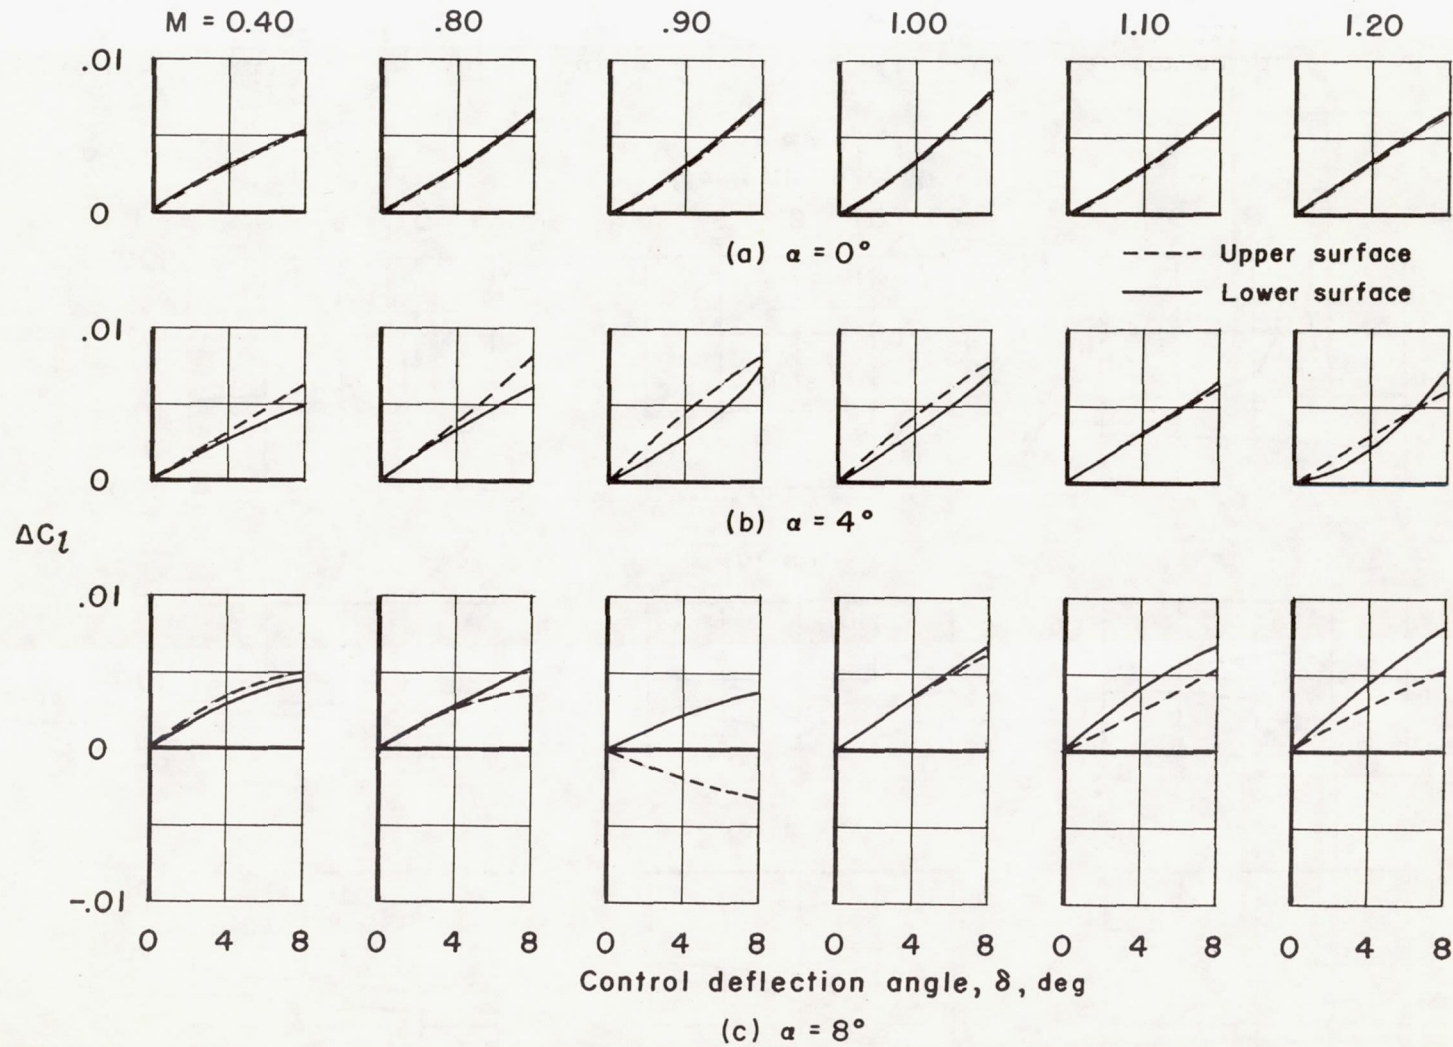 M = 0.40 .80 .90 1.00 1.10 1.20
.01
0
(a) α = 0°
Upper surface
Lower surface
.01
0
(b) α = 4°
ΔCl
.01
0
-.01
0 4 8 0 4 8 0 4 8 0 4 8 0 4 8 0 4 8
Control deflection angle, δ, deg
(c) α = 8°